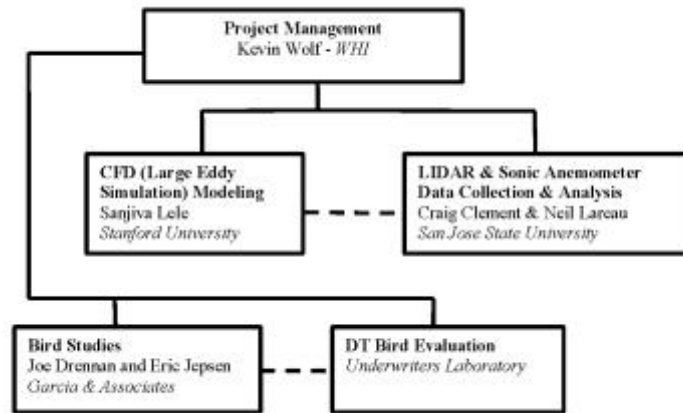 Project Management
Kevin Wolf - WHI
CFD (Large Eddy
Simulation) Modeling
Sanjiva Lele
Stanford University
LIDAR & Sonic Anemometer
Data Collection & Analysis
Craig Clement & Neil Lareau
San Jose State University
Bird Studies
Joe Drennan and Eric Jepsen
Garcia & Associates
DT Bird Evaluation
Underwriters Laboratory